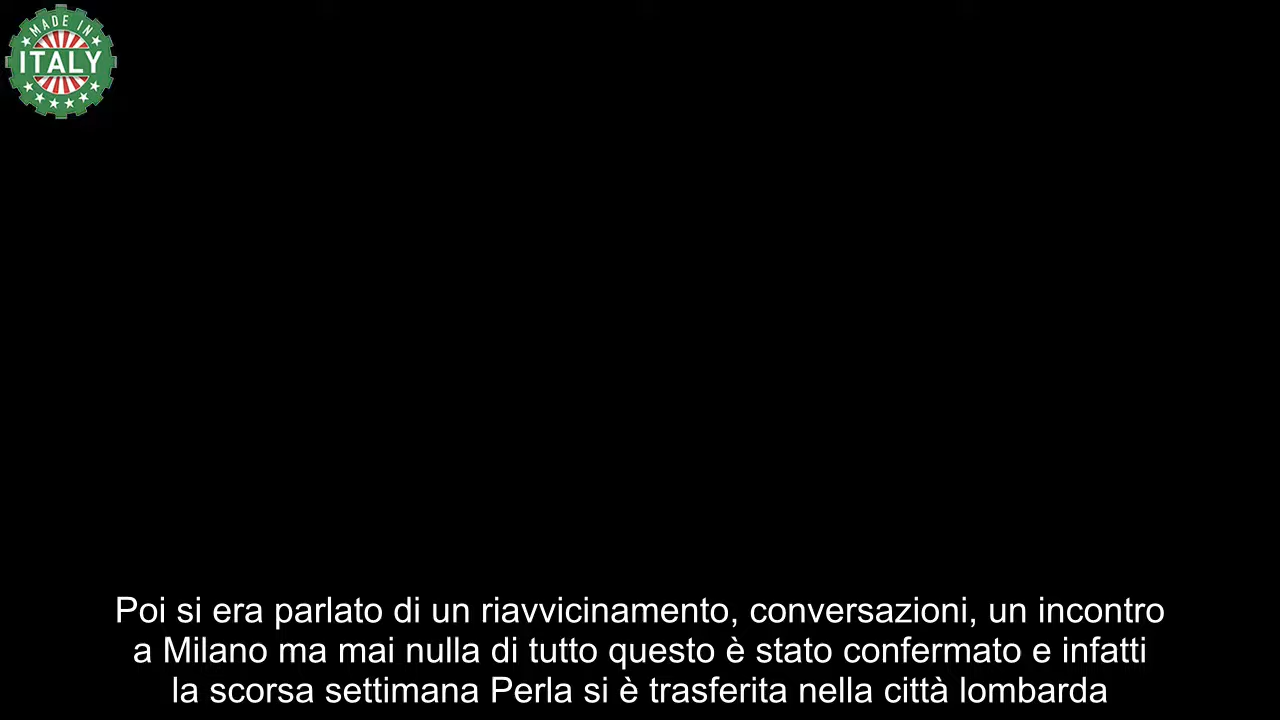 MADE IN
ITALY
Poi si era parlato di un riavvicinamento, conversazioni, un incontro
a Milano ma mai nulla di tutto questo è stato confermato e infatti
la scorsa settimana Perla si è trasferita nella città lombarda